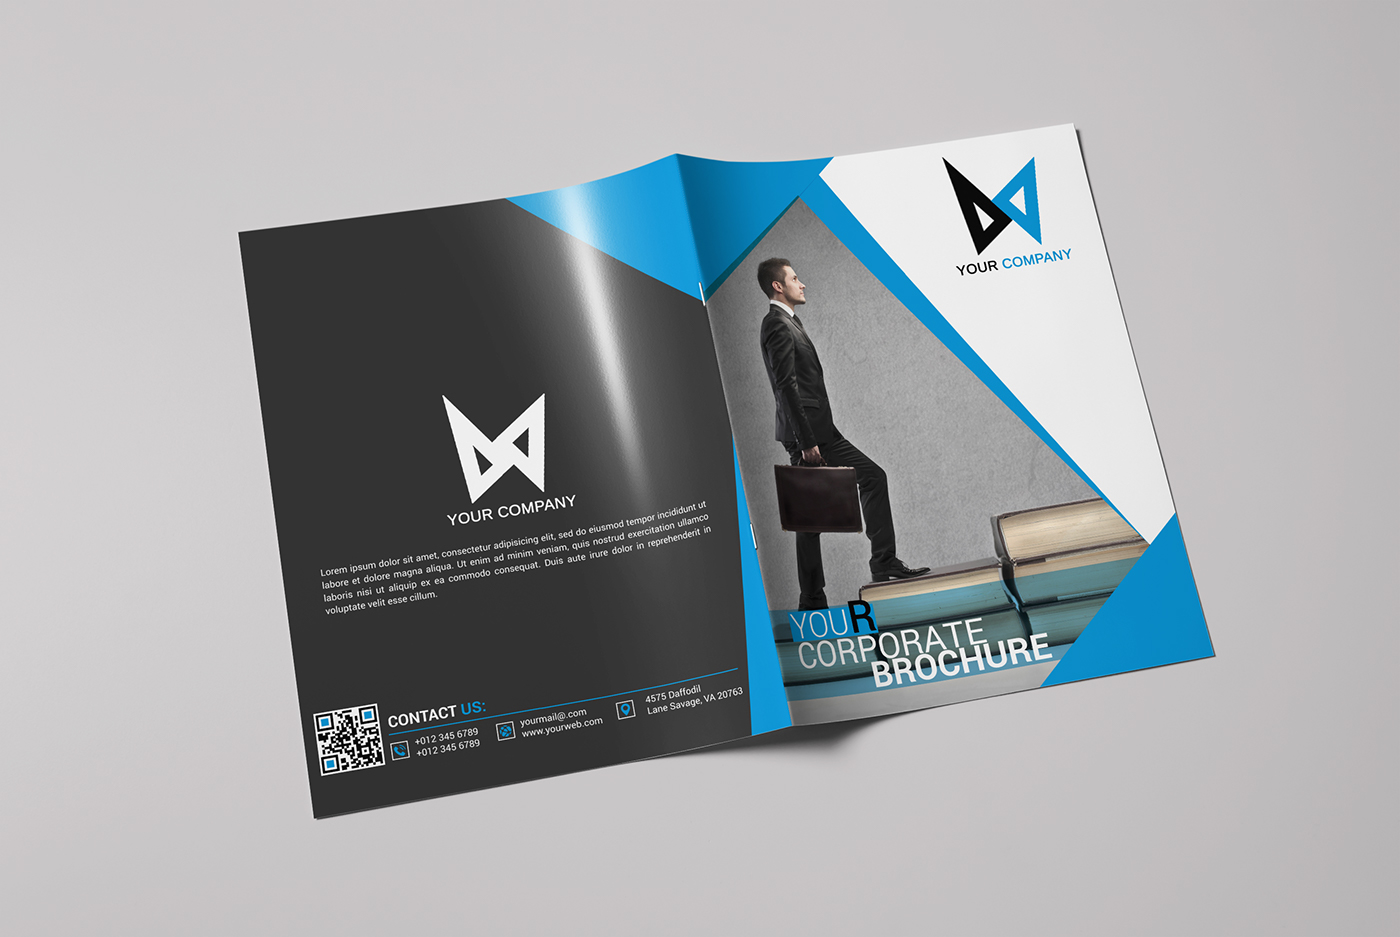 YOUR COMPANY
Lorem ipsum dolor sit amet, consectetur adipisicing elit, sed do eiusmod tempor incididunt ut
labore et dolore magna aliqua. Ut enim ad minim veniam, quis nostrud exercitation ullamco
laboris nisi ut aliquip ex ea commodo consequat. Duis aute irure dolor in reprehenderit in
voluptate velit esse cillum.
CONTACT US:
+012 345 6789
+012 345 6789
yourmail@.com
www.yourweb.com
4575 Daffodil
Lane Savage, VA 20763
YOUR COMPANY
YOUR
CORPORATE
BROCHURE